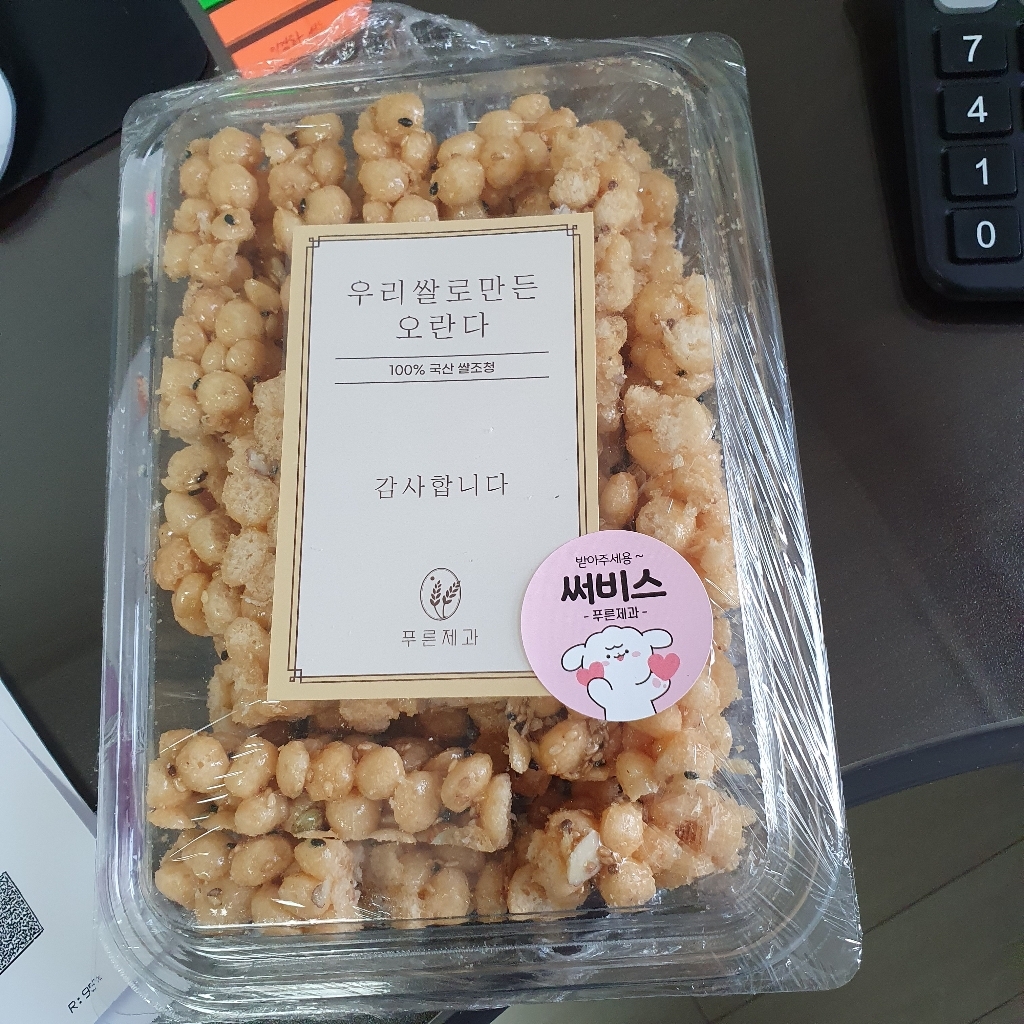 우리쌀로만든
오란다
100% 국산 쌀조청
감사합니다
푸른제과
받아주세용 ~
써비스
- 푸른제과 -
7
4
1
0
R:95%